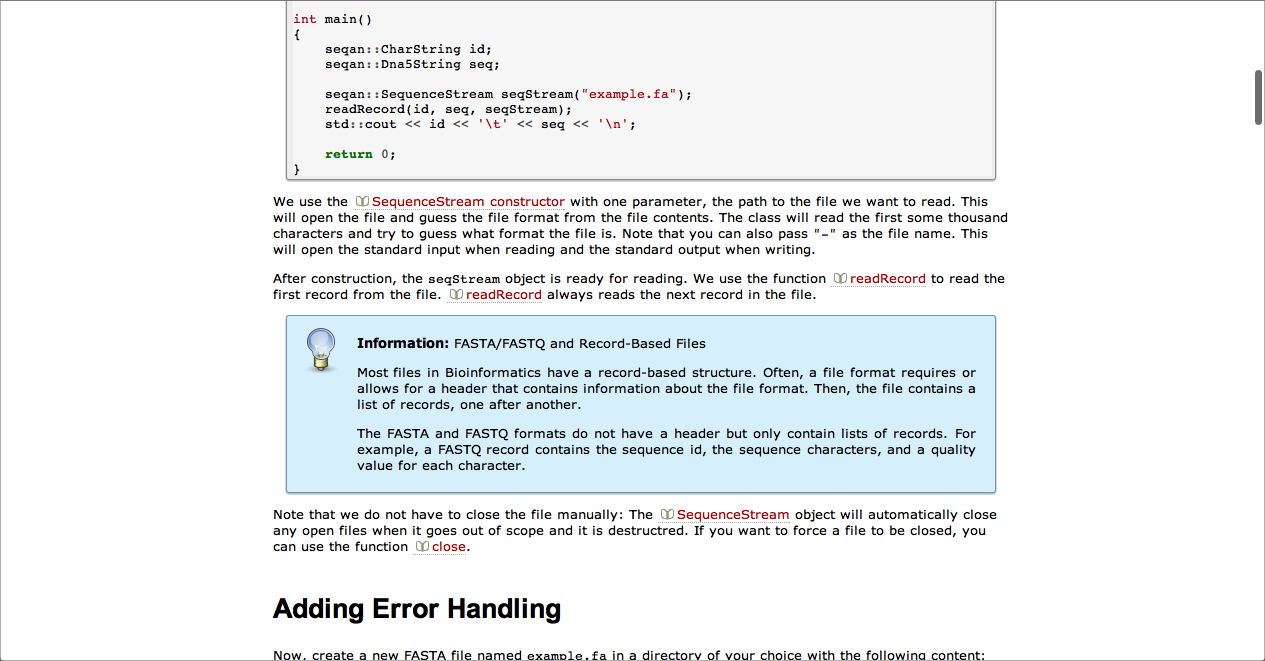 int main()
{
    seqan::CharString id;
    seqan::Dna5String seq;

    seqan::SequenceStream seqStream("example.fa");
    readRecord(id, seq, seqStream);
    std::cout << id << '\t' << seq << '\n';

    return 0;
}
We use the SequenceStream constructor with one parameter, the path to the file we want to read. This
will open the file and guess the file format from the file contents. The class will read the first some thousand
characters and try to guess what format the file is. Note that you can also pass "-" as the file name. This
will open the standard input when reading and the standard output when writing.
After construction, the seqStream object is ready for reading. We use the function readRecord to read the
first record from the file. readRecord always reads the next record in the file.
Information: FASTA/FASTQ and Record-Based Files
Most files in Bioinformatics have a record-based structure. Often, a file format requires or
allows for a header that contains information about the file format. Then, the file contains a
list of records, one after another.
The FASTA and FASTQ formats do not have a header but only contain lists of records. For
example, a FASTQ record contains the sequence id, the sequence characters, and a quality
value for each character.
Note that we do not have to close the file manually: The SequenceStream object will automatically close
any open files when it goes out of scope and it is destructred. If you want to force a file to be closed, you
can use the function close.
Adding Error Handling
Now, create a new FASTA file named example.fa in a directory of your choice with the following content: